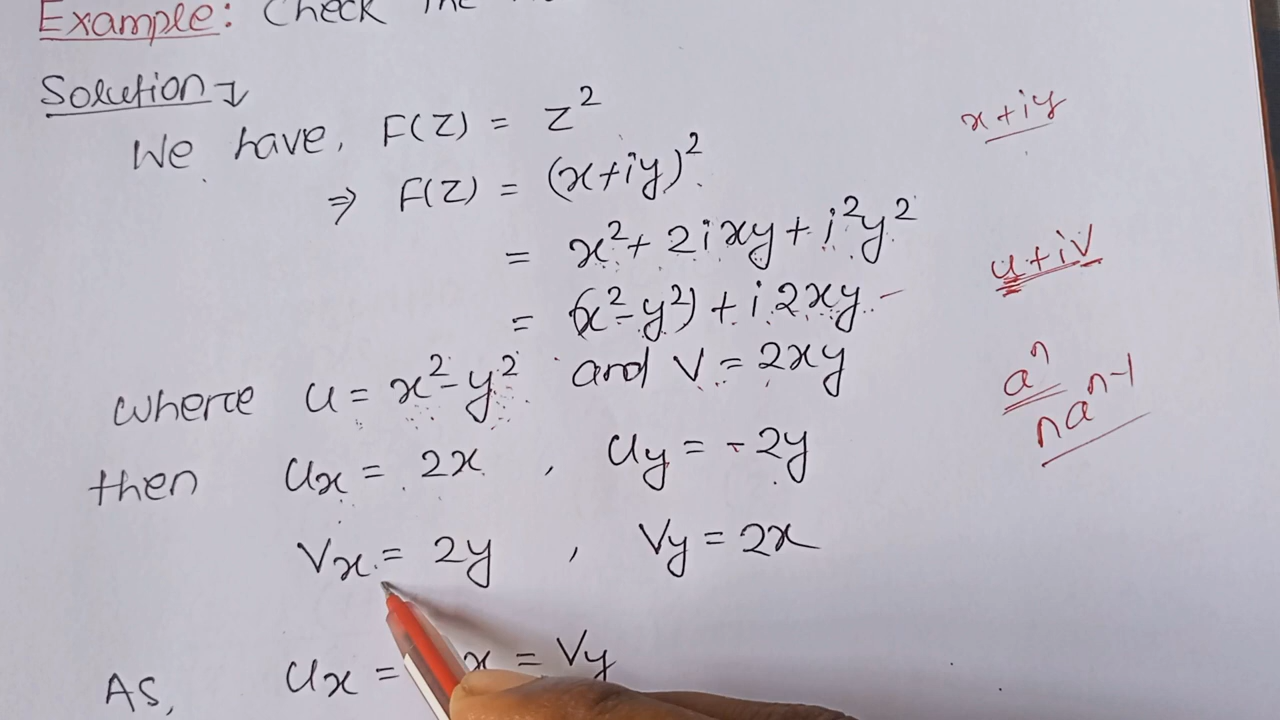 Example: Check the
Solution
We have, F(Z) = z²
⇒ F(Z) = (x+iy)²
= x²+ 2ixy + i²y²
= (x²-y²) + i 2xy
where u = x²-y² and V = 2xy
then Ux = 2x , Uy = -2y
Vx = 2y , Vy = 2x
As, Ux = x = Vy
x+iy
u+iv
aⁿ
naⁿ⁻¹